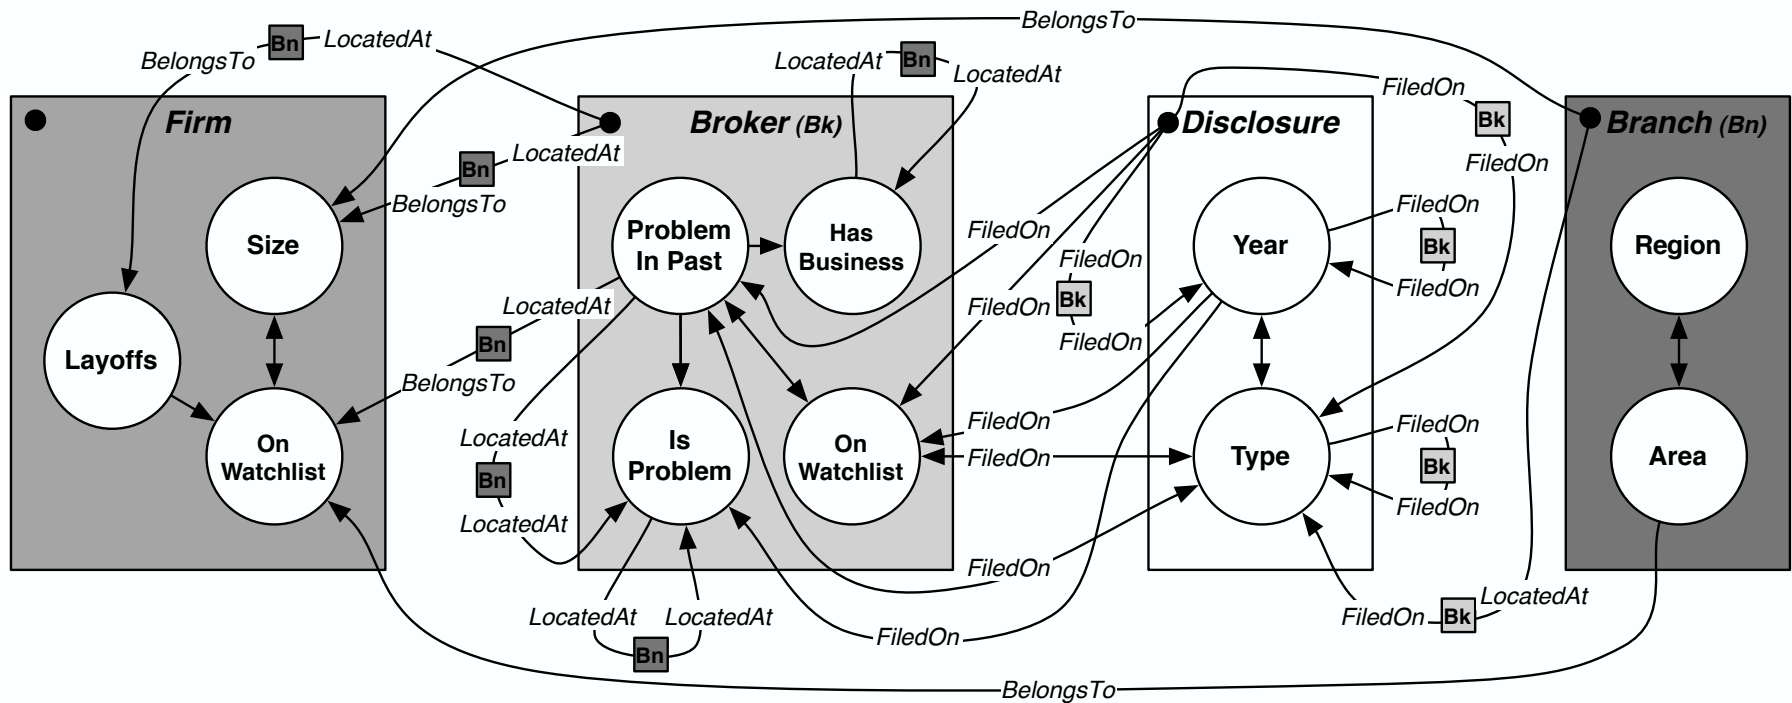 BelongsTo
Bn
LocatedAt
BelongsTo
LocatedAt
Bn
LocatedAt
FiledOn
Bk
FiledOn
Firm
Broker (Bk)
Disclosure
Branch (Bn)
Bn
LocatedAt
BelongsTo
Size
Layoffs
On
Watchlist
Problem
In Past
Has
Business
Is
Problem
On
Watchlist
LocatedAt
Bn
BelongsTo
LocatedAt
Bn
LocatedAt
LocatedAt
LocatedAt
Bn
FiledOn
FiledOn
FiledOn
Bk
FiledOn
FiledOn
FiledOn
FiledOn
FiledOn
Year
Type
FiledOn
Bk
FiledOn
FiledOn
Bk
FiledOn
Region
Area
FiledOn
Bk
LocatedAt
BelongsTo